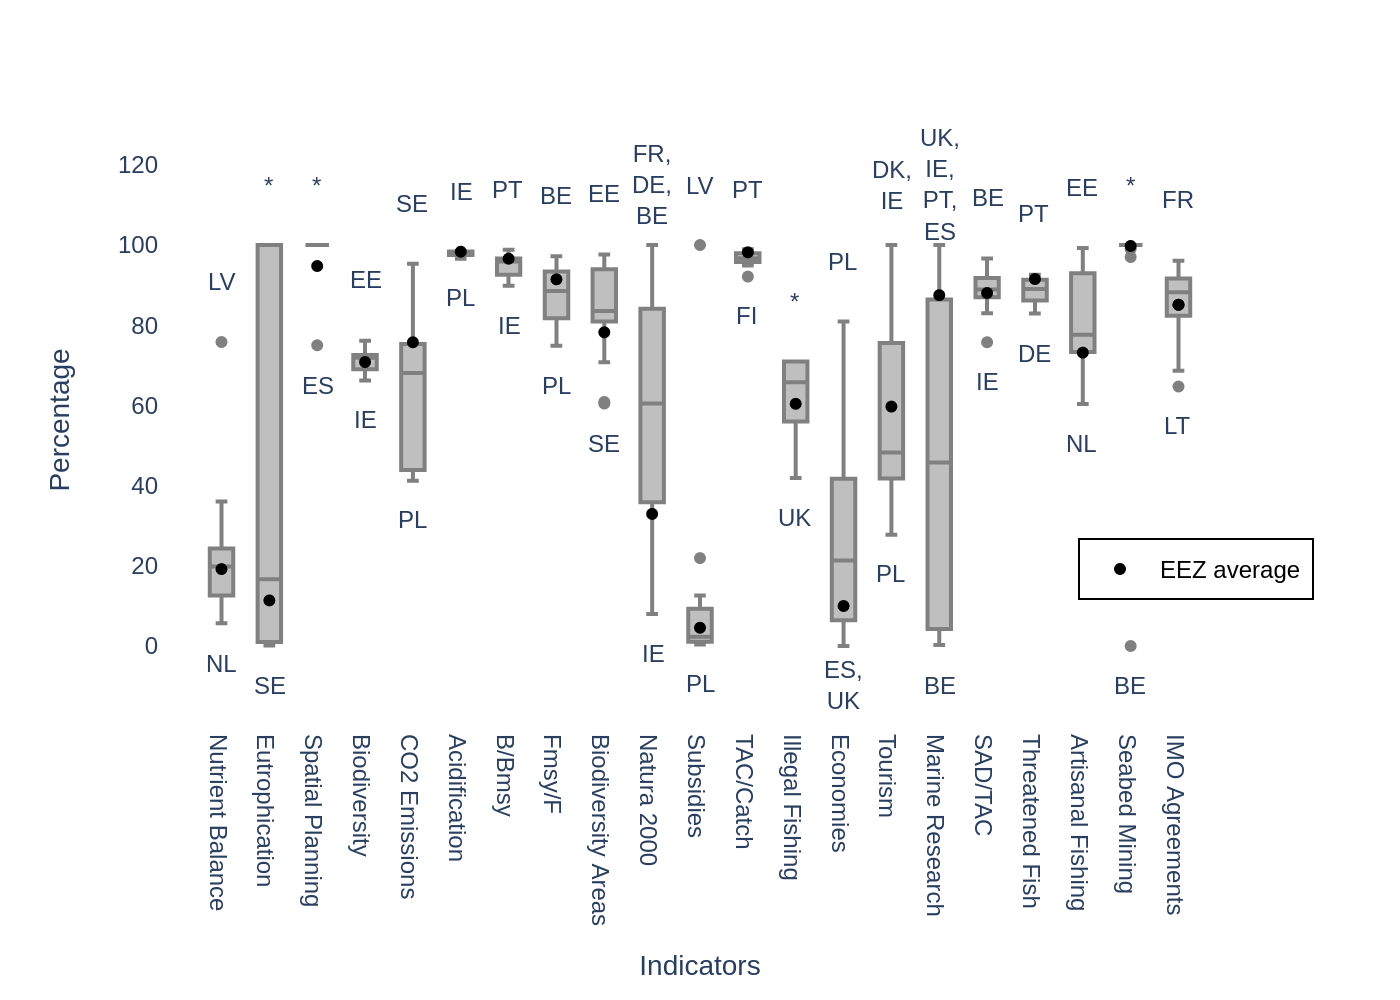 120
100
80
60
40
20
0
Percentage
LV
NL
*
SE
*
ES
EE
IE
SE
PL
IE
PL
PT
IE
BE
PL
EE
SE
FR,
DE,
BE
IE
LV
PL
PT
FI
*
UK
PL
ES,
UK
DK,
IE
PL
UK,
IE,
PT,
ES
BE
BE
IE
PT
DE
EE
NL
*
BE
FR
LT
EEZ average
Nutrient Balance
Eutrophication
Spatial Planning
Biodiversity
CO2 Emissions
Acidification
B/Bmsy
Fmsy/F
Biodiversity Areas
Natura 2000
Subsidies
TAC/Catch
Illegal Fishing
Economies
Tourism
Marine Research
SAD/TAC
Threatened Fish
Artisanal Fishing
Seabed Mining
IMO Agreements
Indicators